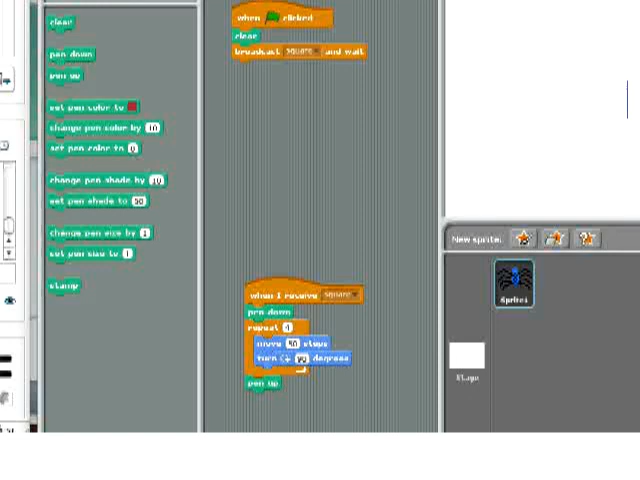 clear
pen down
pen up
set pen color to
change pen color by 10
set pen color to 0
change pen shade by 10
set pen shade to 50
change pen size by 1
set pen size to 1
stamp
when clicked
clear
broadcast square and wait
when I receive square
pen down
repeat 4
move 50 steps
turn 90 degrees
pen up
New sprite:
Sprite1
Stage